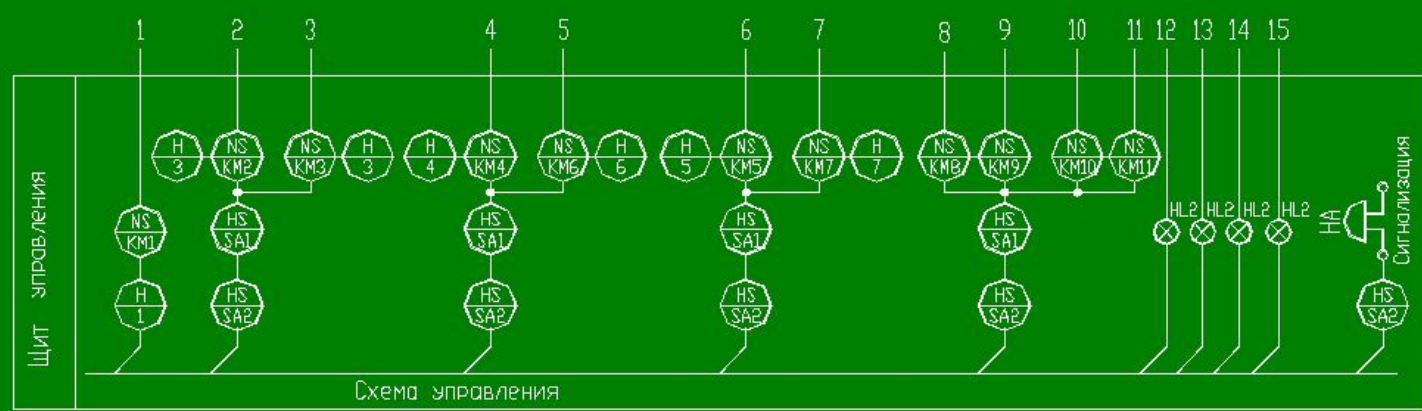 1 2 3 4 5 6 7 8 9 10 11 12 13 14 15
H NS NS H H NS NS H H NS NS H NS NS NS NS
3 KM2 KM3 3 4 KM4 KM6 6 5 KM5 KM7 7 KM8 KM9 KM10 KM11
NS HS HS HS HS HL2 HL2 HL2 HL2
KM1 SA1 SA1 SA1 SA1
HA
Сигнализация
H HS HS HS HS HS
1 SA2 SA2 SA2 SA2 SA2
Щит управления
Схема управления